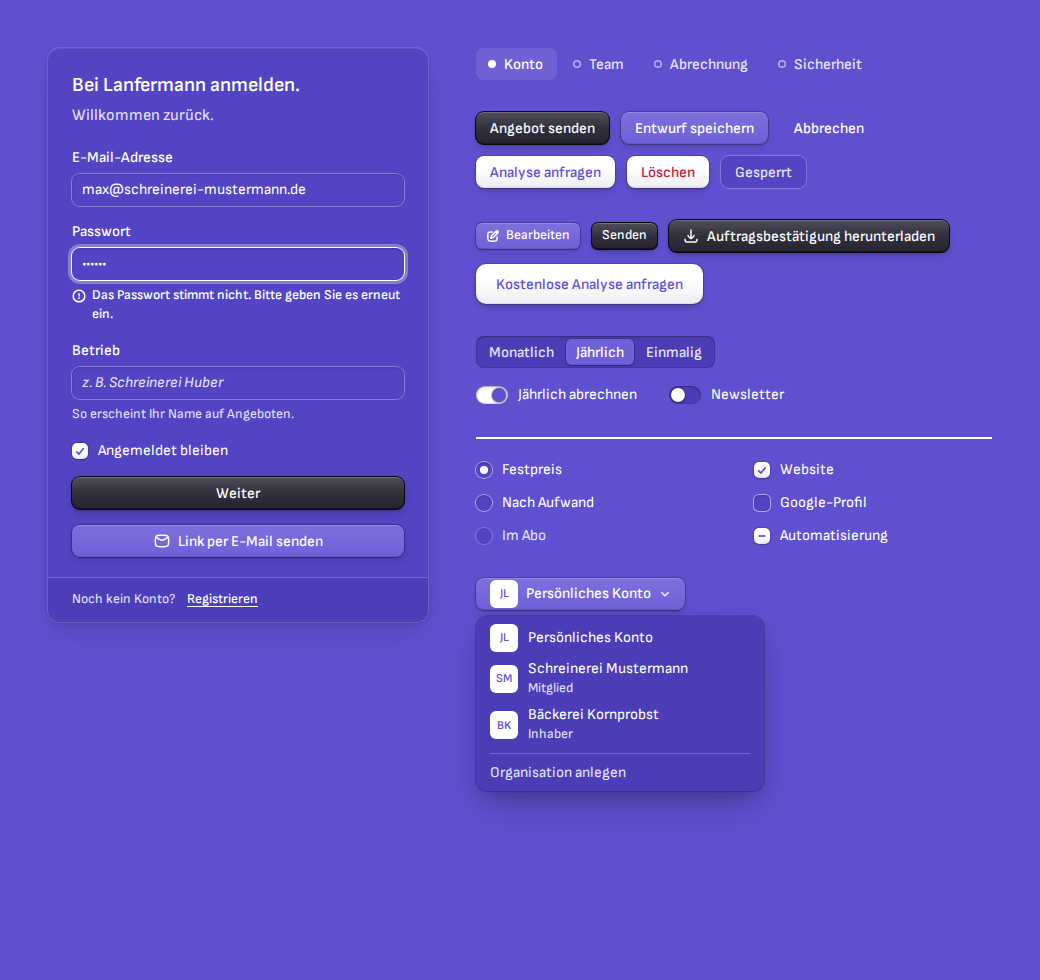 Bei Lanfermann anmelden.
Willkommen zurück.
E-Mail-Adresse
max@schreinerei-mustermann.de
Passwort
••••••
Das Passwort stimmt nicht. Bitte geben Sie es erneut
ein.
Betrieb
z. B. Schreinerei Huber
So erscheint Ihr Name auf Angeboten.
Angemeldet bleiben
Weiter
Link per E-Mail senden
Noch kein Konto? Registrieren
Konto Team Abrechnung Sicherheit
Angebot senden Entwurf speichern Abbrechen
Analyse anfragen Löschen Gesperrt
Bearbeiten Senden Auftragsbestätigung herunterladen
Kostenlose Analyse anfragen
Monatlich Jährlich Einmalig
Jährlich abrechnen Newsletter
Festpreis Website
Nach Aufwand Google-Profil
Im Abo Automatisierung
JL Persönliches Konto
JL Persönliches Konto
SM Schreinerei Mustermann
Mitglied
BK Bäckerei Kornprobst
Inhaber
Organisation anlegen